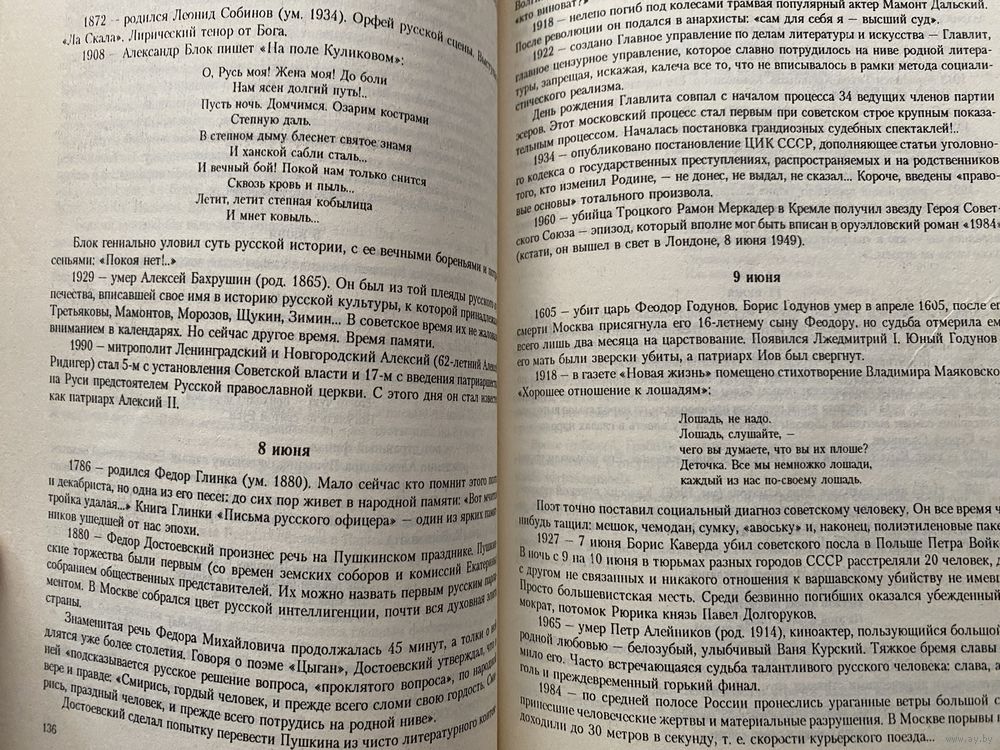 1872 – родился Леонид Собинов (ум. 1934). Орфей русской сцены.
"Ла Скала». Лирический тенор от Бога.
1908 – Александр Блок пишет «На поле Куликовом»:
О, Русь моя! Жена моя! До боли
Нам ясен долгий путь!..
Пусть ночь. Домчимся. Озарим кострами
Степную даль.
В степном дыму блеснет святое знамя
И ханской сабли сталь...
И вечный бой! Покой нам только снится
Сквозь кровь и пыль...
Летит, летит степная кобылица
И мнет ковыль...
Блок гениально уловил суть русской истории, с ее вечными бореньями и
сеньями: «Покоя нет!..»
1929 – умер Алексей Бахрушин (род. 1865). Он был из той плеяды русского
печества, вписавшей свое имя в историю русской культуры, к которой
Третьяковы, Мамонтов, Морозов, Щукин, Зимин... В советское время их не
вниманием в календарях. Но сейчас другое время. Время памяти.
1990 – митрополит Ленинградский и Новгородский Алексий (62-летний
Ридигер) стал 5-м с установления Советской власти и 17-м с введения
на Руси предстоятелем Русской православной церкви. С этого дня он стал
как патриарх Алексий II.
8 июня
1786 – родился Федор Глинка (ум. 1880). Мало сейчас кто помнит этого
и декабриста, но одна из его песен до сих пор живет в народной памяти: «Вот
тройка удалая...» Книга Глинки «Письма русского офицера» – один из ярких
ников ушедшей от нас эпохи.
1880 – Федор Достоевский произнес речь на Пушкинском празднике.
ские торжества были первым (со времен земских соборов и комиссий
собранием общественных представителей. Их можно назвать первым русским
ментом. В Москве собрался цвет русской интеллигенции, почти вся духовная
страны.
Знаменитая речь Федора Михайловича продолжалась 45 минут, а толки о
длятся уже более столетия. Говоря о поэме «Цыган», Достоевский утверждал, что
ней «подсказывается русское решение вопроса, «проклятого вопроса», по
вере и правде: «Смирись, гордый человек, и прежде всего сломи свою гордость.
рись, праздный человек, и прежде всего потрудись на родной ниве».
Достоевский сделал попытку перевести Пушкина из чисто литературного
136
«кто виноват?»
1918 – нелепо погиб под колесами трамвая популярный актер Мамонт Дальский.
После революции он подался в анархисты: «сам для себя я – высший суд».
1922 – создано Главное управление по делам литературы и искусства – Главлит,
главное цензурное управление, которое славно потрудилось на ниве родной литера-
туры, запрещая, искажая, калеча все то, что не вписывалось в рамки метода социали-
стического реализма.
День рождения Главлита совпал с началом процесса 34 ведущих членов партии
эсеров. Этот московский процесс стал первым при советском строе крупным показа-
тельным процессом. Началась постановка грандиозных судебных спектаклей!..
1934 – опубликовано постановление ЦИК СССР, дополняющее статьи уголовно-
го кодекса о государственных преступлениях, распространяемых и на родственников
того, кто изменил Родине, – не донес, не выдал, не сказал... Короче, введены «право-
вые основы» тотального произвола.
1960 – убийца Троцкого Рамон Меркадер в Кремле получил звезду Героя Совет-
ского Союза – эпизод, который вполне мог быть вписан в оруэлловский роман «1984»
(кстати, он вышел в свет в Лондоне, 8 июня 1949).
9 июня
1605 – убит царь Феодор Годунов. Борис Годунов умер в апреле 1605, после
смерти Москва присягнула его 16-летнему сыну Феодору, но судьба отмерила
всего лишь два месяца на царствование. Появился Лжедмитрий I. Юный Годунов
его мать были зверски убиты, а патриарх Иов был свергнут.
1918 – в газете «Новая жизнь» помещено стихотворение Владимира
«Хорошее отношение к лошадям»:
Лошадь, не надо.
Лошадь, слушайте, –
чего вы думаете, что вы их плоше?
Деточка. Все мы немножко лошади,
каждый из нас по-своему лошадь.
Поэт точно поставил социальный диагноз советскому человеку. Он все время
нибудь тащил: мешок, чемодан, сумку, «авоську» и, наконец, полиэтиленовые
1927 – 7 июня Борис Каверда убил советского посла в Польше Петра
В ночь с 9 на 10 июня в тюрьмах разных городов СССР расстреляли 20 человек,
с другом не связанных и никакого отношения к варшавскому убийству не
Просто большевистская месть. Среди безвинно погибших оказался убежденный
мократ, потомок Рюрика князь Павел Долгоруков.
1965 – умер Петр Алейников (род. 1914), киноактер, пользующийся большой
родной любовью – белозубый, улыбчивый Ваня Курский. Тяжкое бремя славы
мило его. Часто встречающаяся судьба талантливого русского человека: слава,
голь и преждевременный горький финал.
1984 – по средней полосе России пронеслись ураганные ветры большой
принесшие человеческие жертвы и материальные разрушения. В Москве порывы
доходили до 30 метров в секунду, т. е. скорости курьерского поезда...
www.ay.by